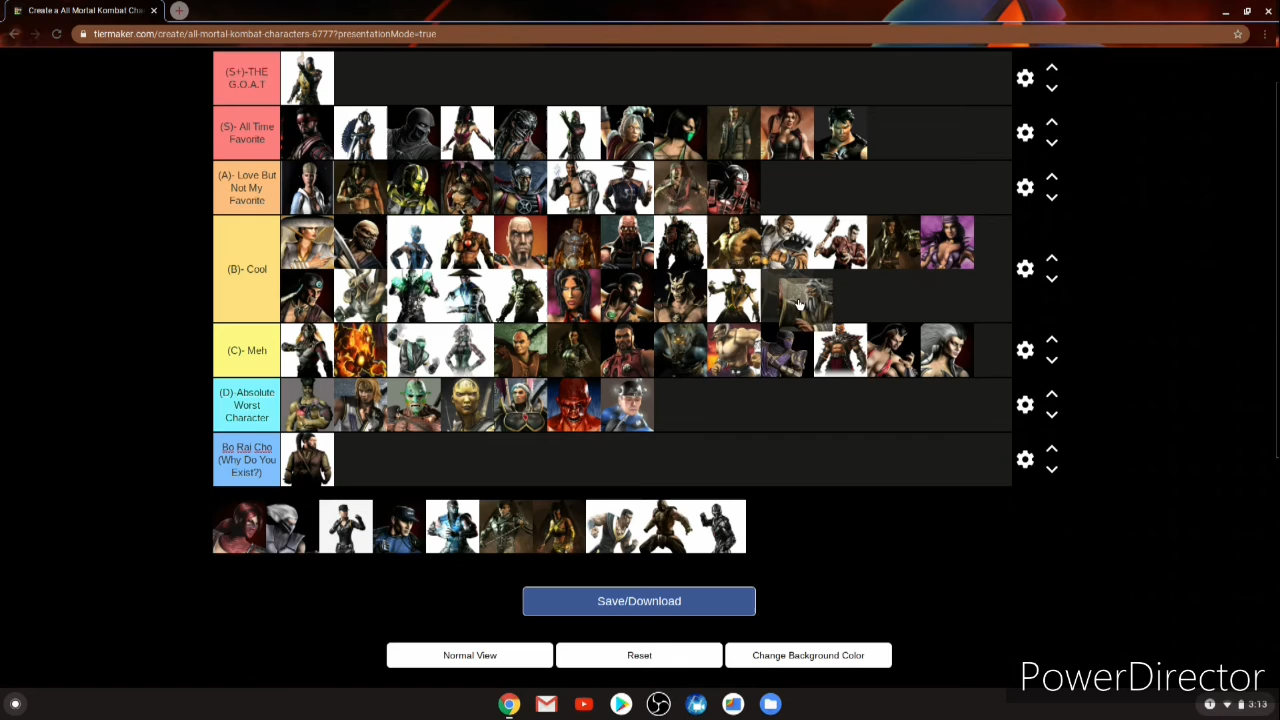 Create a All Mortal Kombat Cha
tiermaker.com/create/all-mortal-kombat-characters-6777?presentationMode=true
(S+)-THE
G.O.A.T
(S)- All Time
Favorite
(A)- Love But
Not My
Favorite
(B)- Cool
(C)- Meh
(D)-Absolute
Worst
Character
Bo Rai Cho
(Why Do You
Exist?)
Save/Download
Normal View
Reset
Change Background Color
PowerDirector
3:13